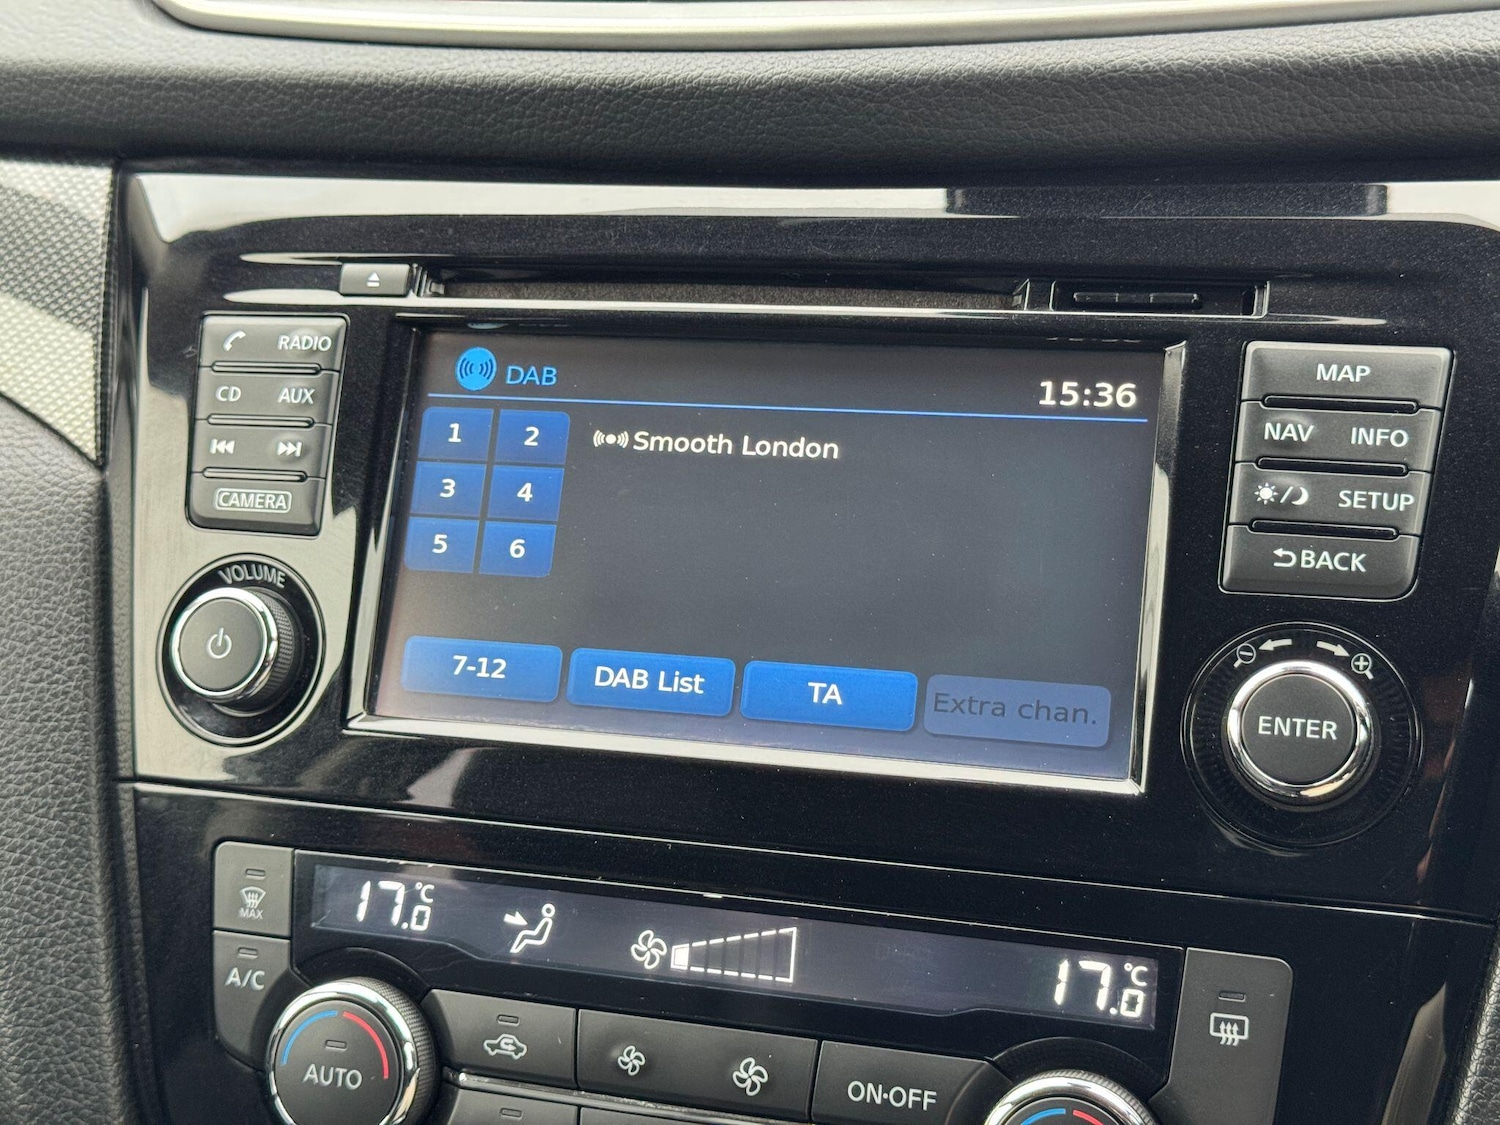 RADIO
CD AUX
CAMERA
VOLUME
DAB
15:36
1 2
3 4
5 6
Smooth London
7-12 DAB List TA Extra chan.
MAP
NAV INFO
SETUP
BACK
ENTER
17.0°C
17.0°C
MAX
A/C
AUTO
ON·OFF